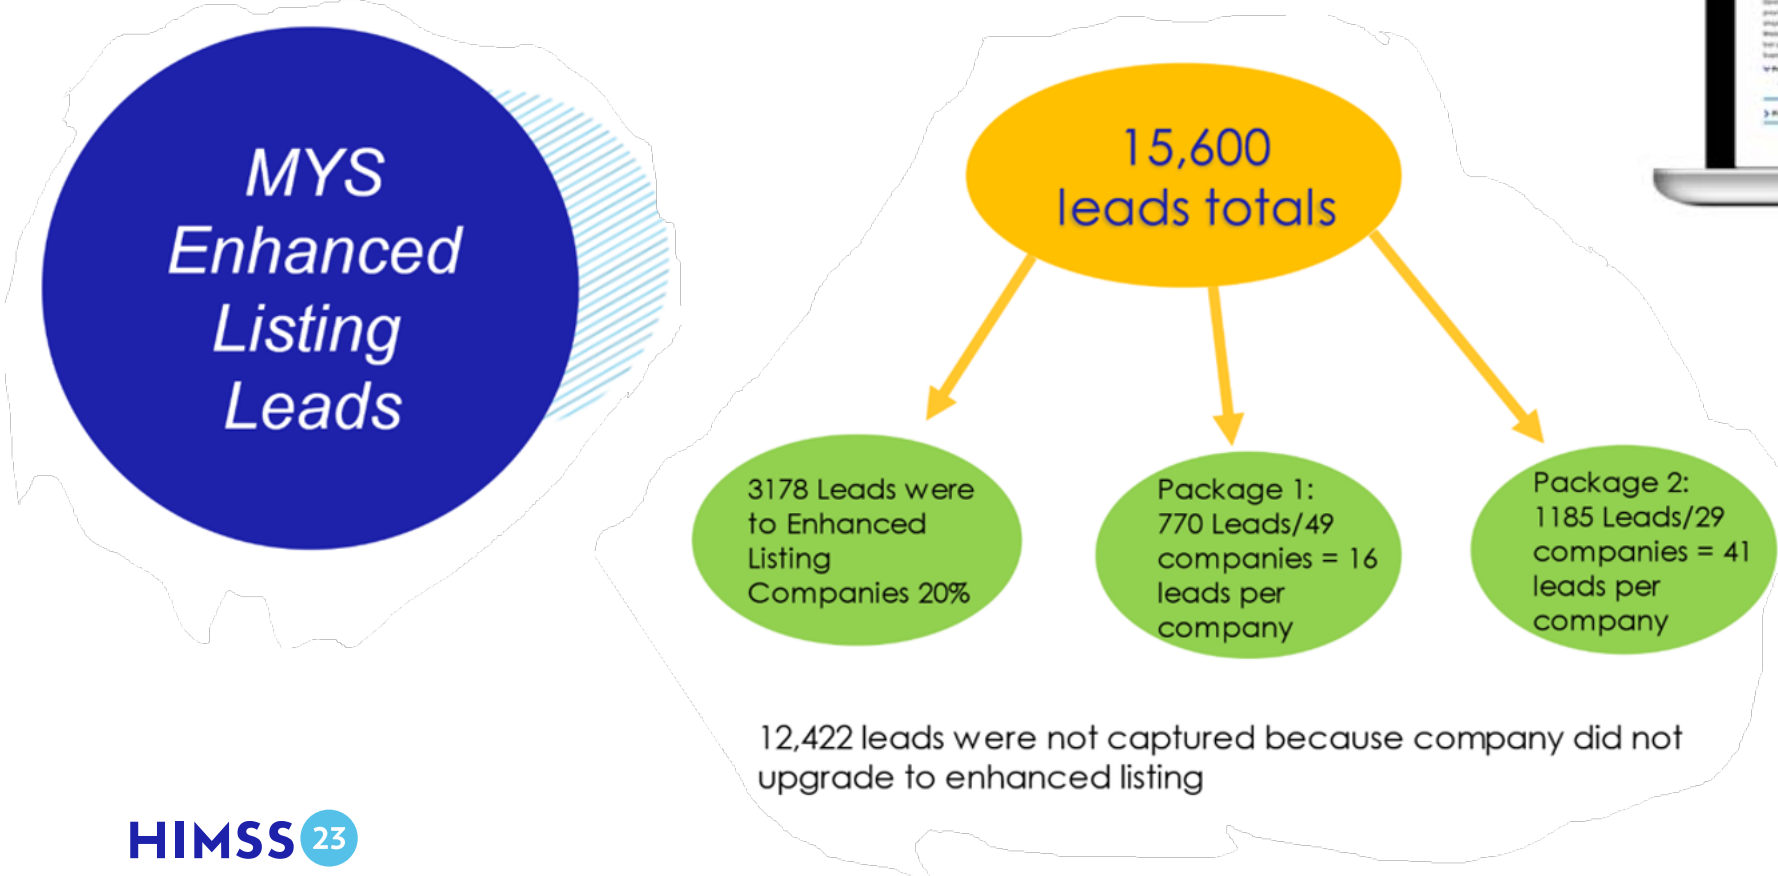 MYS
Enhanced
Listing
Leads
15,600
leads totals
3178 Leads were
to Enhanced
Listing
Companies 20%
Package 1:
770 Leads/49
companies = 16
leads per
company
Package 2:
1185 Leads/29
companies = 41
leads per
company
12,422 leads were not captured because company did not
upgrade to enhanced listing
HIMSS 23